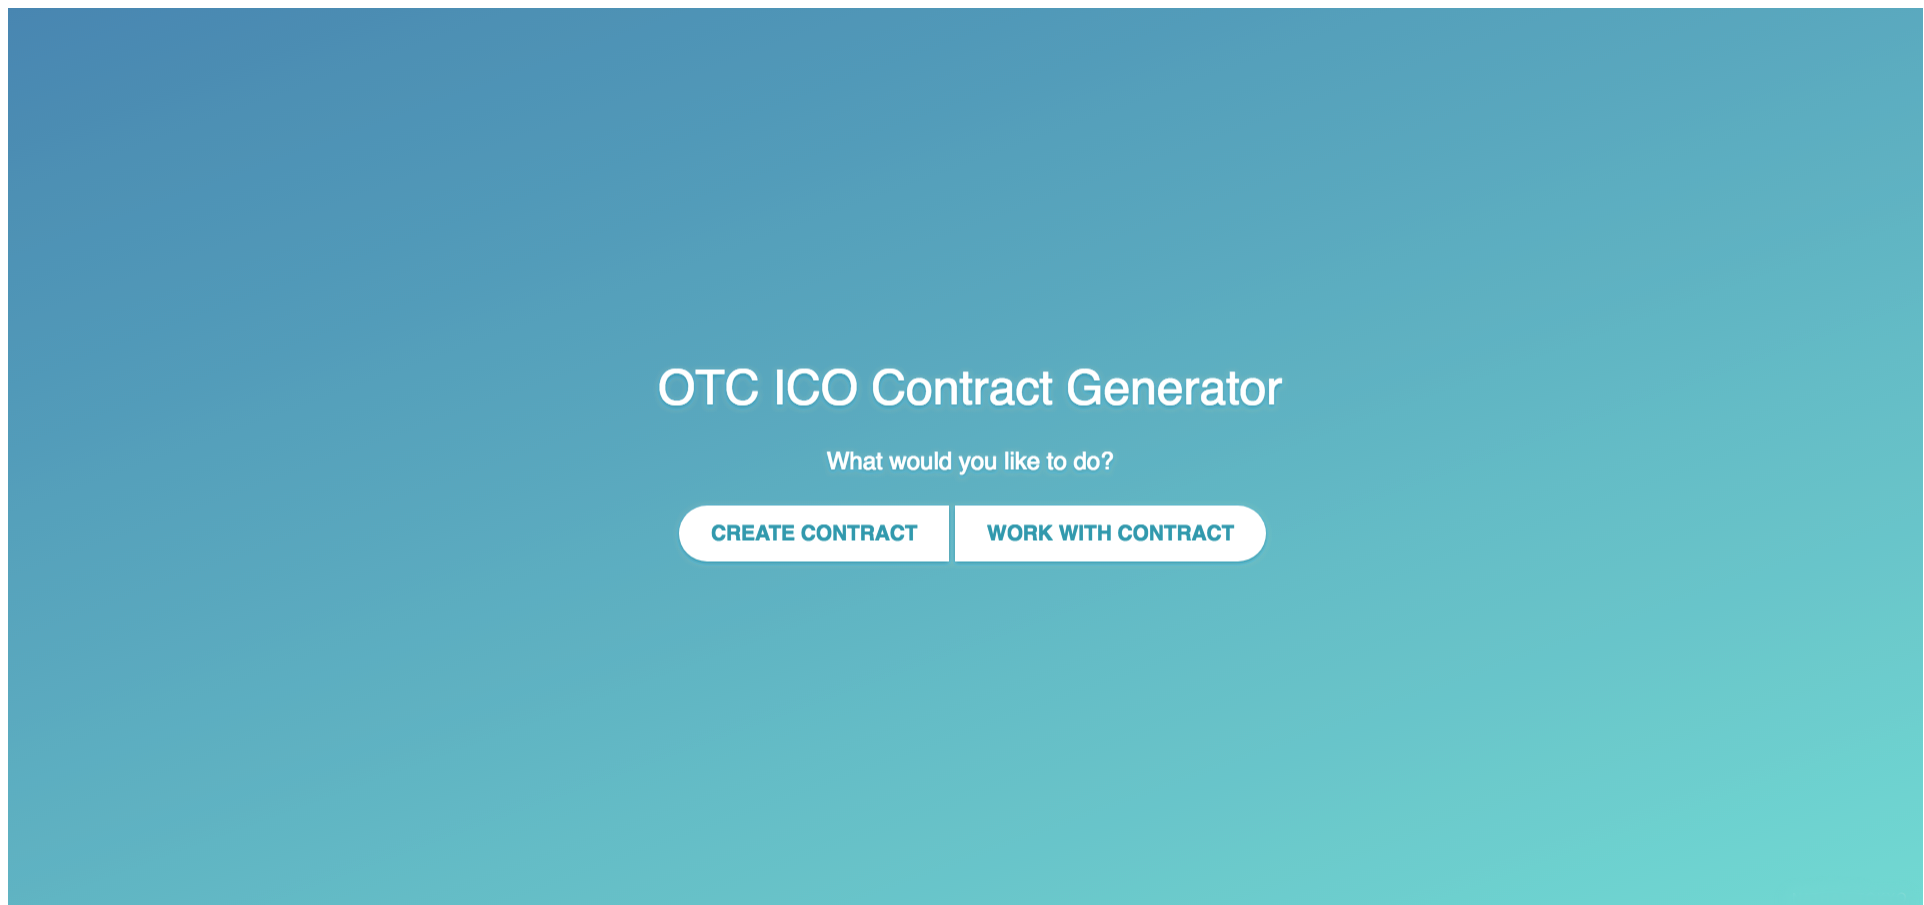 OTC ICO Contract Generator
What would you like to do?
CREATE CONTRACT
WORK WITH CONTRACT